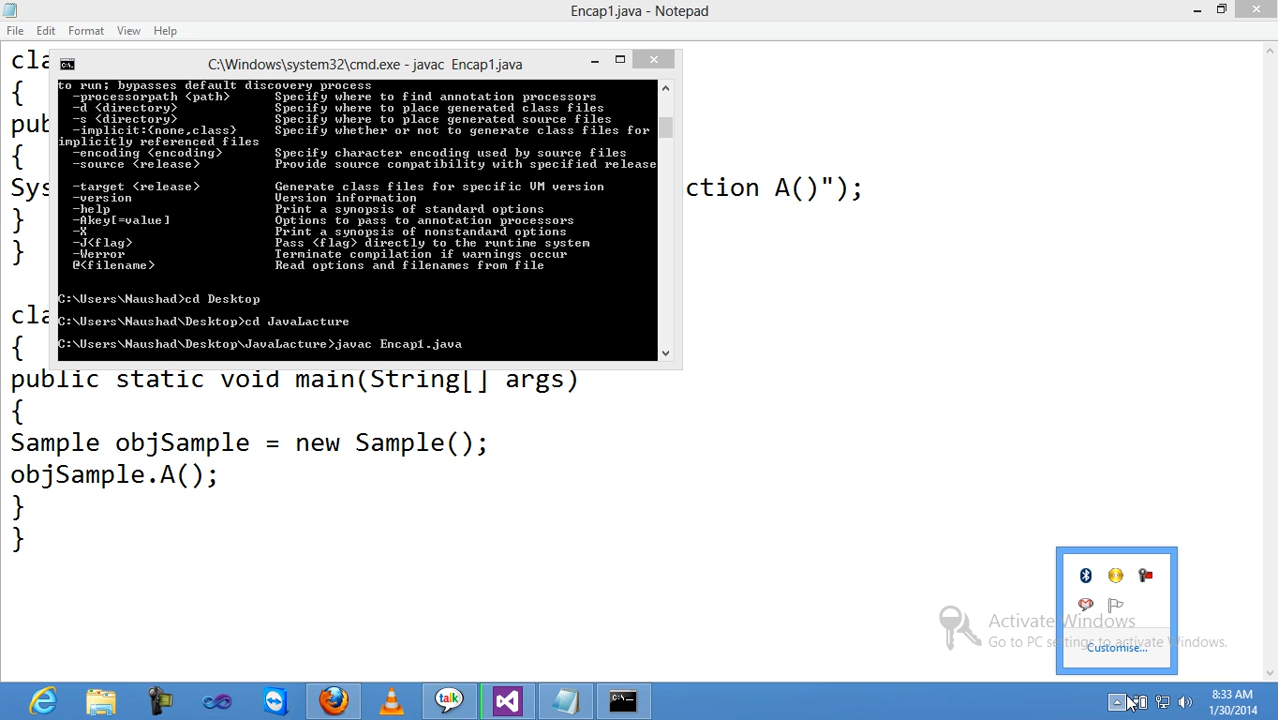 Encap1.java - Notepad
File Edit Format View Help
cla
{
pub
{
Sys
ction A()");
}
}
cla
{
public static void main(String[] args)
{
Sample objSample = new Sample();
objSample.A();
}
}
C:\Windows\system32\cmd.exe - javac Encap1.java
to run; bypasses default discovery process
-processorpath <path> Specify where to find annotation processors
-d <directory> Specify where to place generated class files
-s <directory> Specify where to place generated source files
-implicit:{none,class} Specify whether or not to generate class files for
implicitly referenced files
-encoding <encoding> Specify character encoding used by source files
-source <release> Provide source compatibility with specified release
-target <release> Generate class files for specific VM version
-version Version information
-help Print a synopsis of standard options
-Akey[=value] Options to pass to annotation processors
-X Print a synopsis of nonstandard options
-J<flag> Pass <flag> directly to the runtime system
-Werror Terminate compilation if warnings occur
@<filename> Read options and filenames from file
C:\Users\Naushad>cd Desktop
C:\Users\Naushad\Desktop>cd JavaLacture
C:\Users\Naushad\Desktop\JavaLacture>javac Encap1.java
Activate Windows
Go to PC settings to activate Windows.
Customise...
talk
8:33 AM
1/30/2014